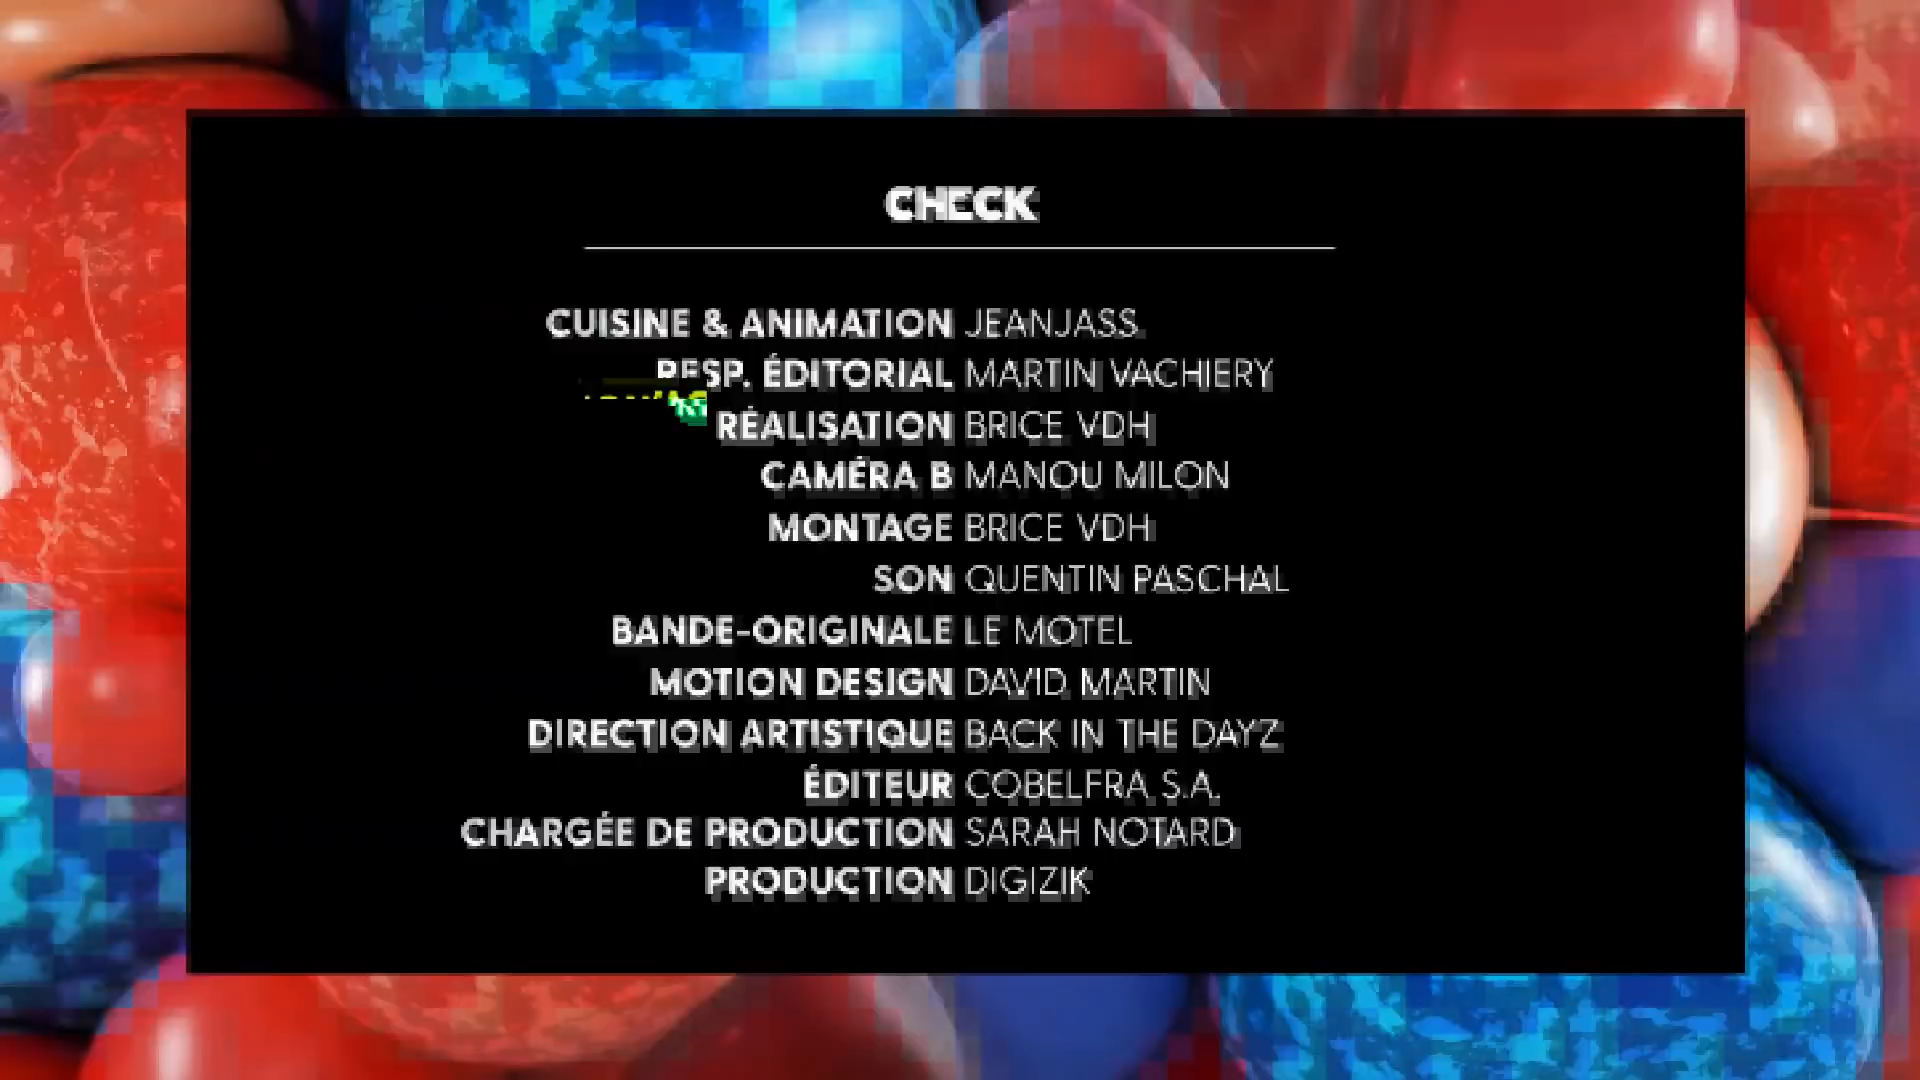 CHECK
CUISINE & ANIMATION JEANJASS
RESP. ÉDITORIAL MARTIN VACHIERY
RÉALISATION BRICE VDH
CAMÉRA B MANOU MILON
MONTAGE BRICE VDH
SON QUENTIN PASCHAL
BANDE-ORIGINALE LE MOTEL
MOTION DESIGN DAVID MARTIN
DIRECTION ARTISTIQUE BACK IN THE DAYZ
ÉDITEUR COBELFRA S.A.
CHARGÉE DE PRODUCTION SARAH NOTARD
PRODUCTION DIGIZIK